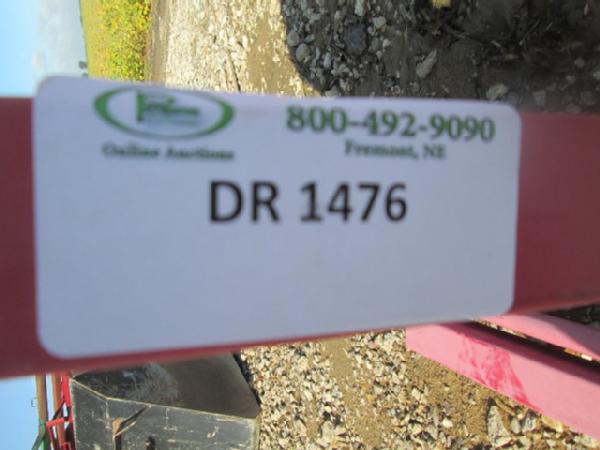 800-492-9090
Online Auctions
Fremont, NE
DR 1476